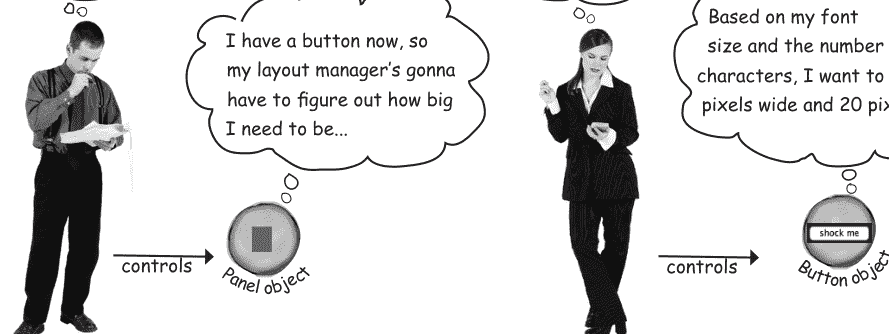 I have a button now, so
my layout manager's gonna
have to figure out how big
I need to be...
controls
Panel object
Based on my font
size and the number
characters, I want to
pixels wide and 20
controls
shock me
Button object